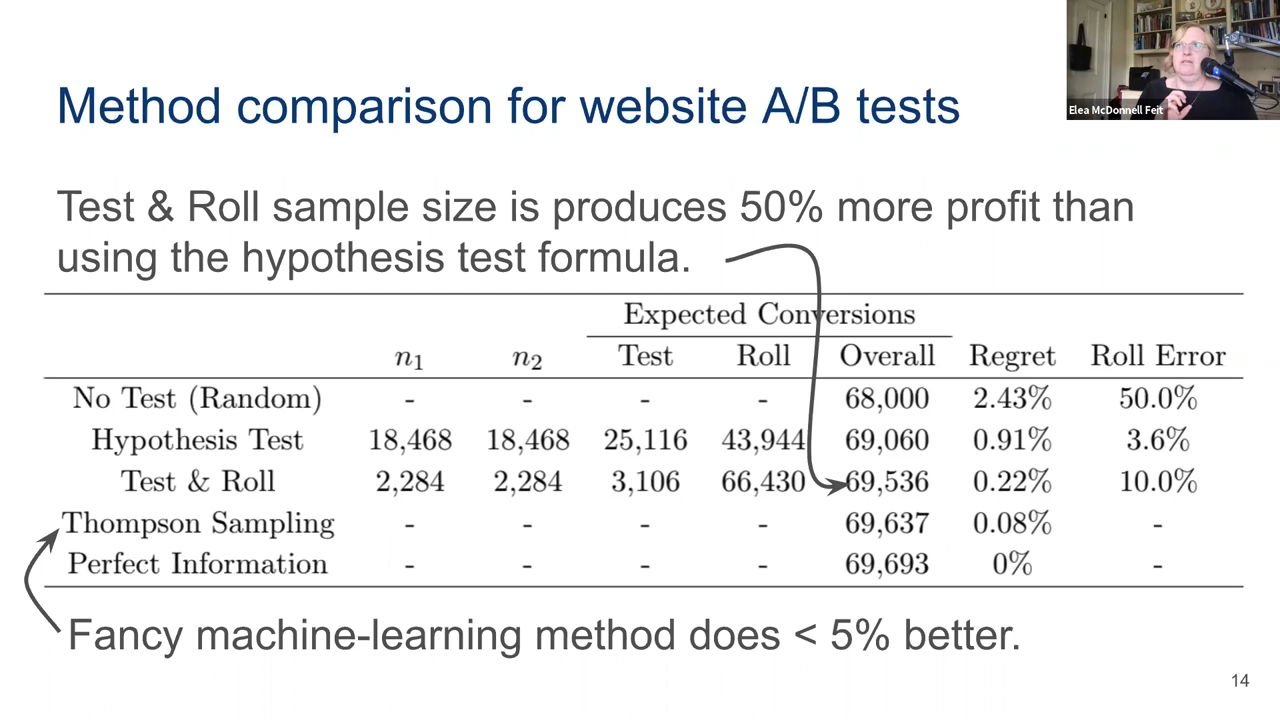 Elea McDonnell Feit
Method comparison for website A/B tests
Test & Roll sample size is produces 50% more profit than
using the hypothesis test formula.
Expected Conversions
n₁ n₂ Test Roll Overall Regret Roll Error
No Test (Random) - - - - 68,000 2.43% 50.0%
Hypothesis Test 18,468 18,468 25,116 43,944 69,060 0.91% 3.6%
Test & Roll 2,284 2,284 3,106 66,430 69,536 0.22% 10.0%
Thompson Sampling - - - - 69,637 0.08% -
Perfect Information - - - - 69,693 0% -
Fancy machine-learning method does < 5% better.
14